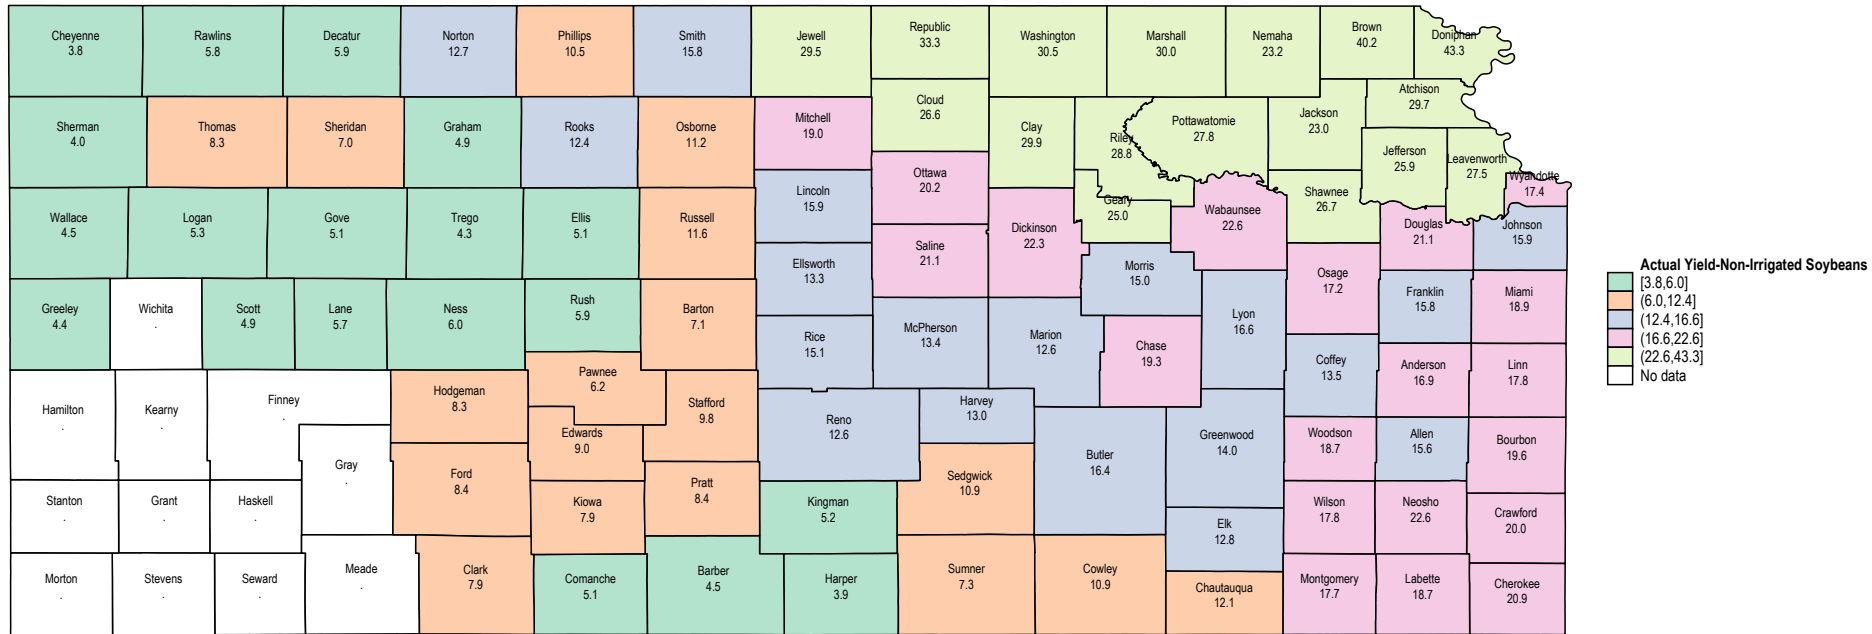 Cheyenne
3.8
Rawlins
5.8
Decatur
5.9
Norton
12.7
Phillips
10.5
Smith
15.8
Jewell
29.5
Republic
33.3
Washington
30.5
Marshall
30.0
Nemaha
23.2
Brown
40.2
Doniphan
43.3
Sherman
4.0
Thomas
8.3
Sheridan
7.0
Graham
4.9
Rooks
12.4
Osborne
11.2
Mitchell
19.0
Cloud
26.6
Clay
29.9
Riley
28.8
Pottawatomie
27.8
Jackson
23.0
Atchison
29.7
Jefferson
25.9
Leavenworth
27.5
Wyandotte
17.4
Wallace
4.5
Logan
5.3
Gove
5.1
Trego
4.3
Ellis
5.1
Russell
11.6
Lincoln
15.9
Ottawa
20.2
Saline
21.1
Dickinson
22.3
Geary
25.0
Wabaunsee
22.6
Shawnee
26.7
Douglas
21.1
Johnson
15.9
Ellsworth
13.3
Morris
15.0
Osage
17.2
Franklin
15.8
Miami
18.9
Greeley
4.4
Wichita
.
Scott
4.9
Lane
5.7
Ness
6.0
Rush
5.9
Barton
7.1
Rice
15.1
McPherson
13.4
Marion
12.6
Chase
19.3
Lyon
16.6
Coffey
13.5
Anderson
16.9
Linn
17.8
Hamilton
.
Kearny
.
Finney
.
Hodgeman
8.3
Pawnee
6.2
Stafford
9.8
Edwards
9.0
Reno
12.6
Harvey
13.0
Butler
16.4
Greenwood
14.0
Woodson
18.7
Allen
15.6
Bourbon
19.6
Gray
.
Ford
8.4
Kiowa
7.9
Pratt
8.4
Kingman
5.2
Sedgwick
10.9
Elk
12.8
Wilson
17.8
Neosho
22.6
Crawford
20.0
Stanton
.
Grant
.
Haskell
.
Morton
.
Stevens
.
Seward
.
Meade
.
Clark
7.9
Comanche
5.1
Barber
4.5
Harper
3.9
Sumner
7.3
Cowley
10.9
Chautauqua
12.1
Montgomery
17.7
Labette
18.7
Cherokee
20.9
Actual Yield-Non-Irrigated Soybeans
[3.8,6.0]
(6.0,12.4]
(12.4,16.6]
(16.6,22.6]
(22.6,43.3]
No data